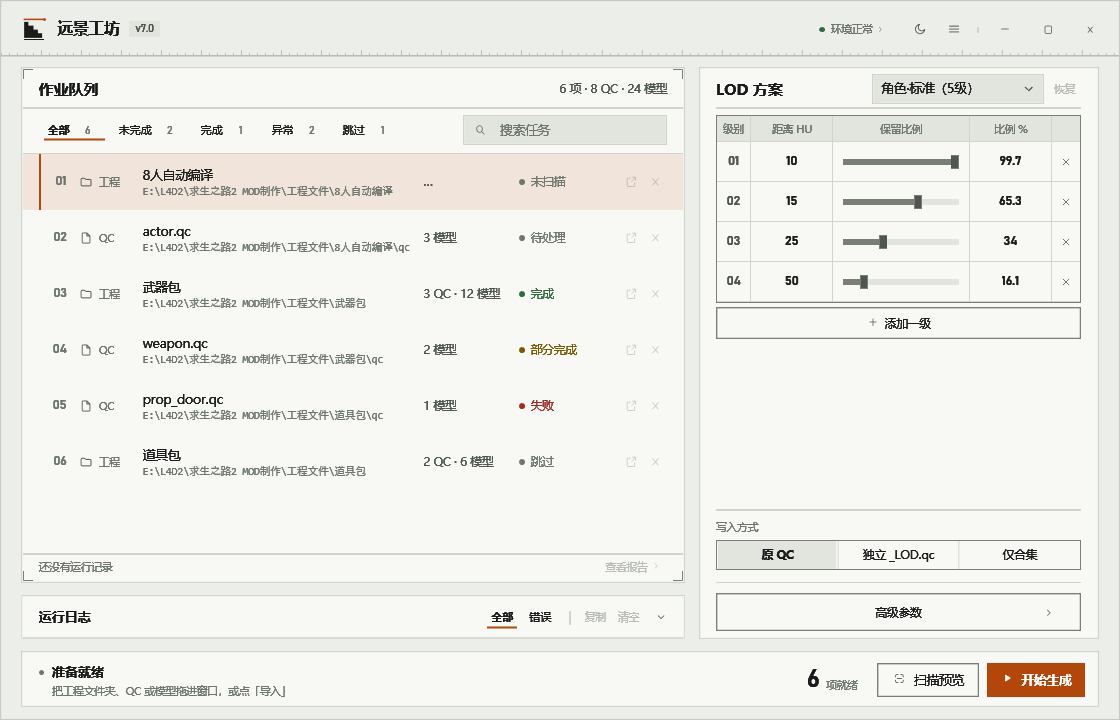 远景工坊 v7.0 环境正常
作业队列 6 项 · 8 QC · 24 模型
全部 6 未完成 2 完成 1 异常 2 跳过 1 搜索任务
01 工程 8人自动编译 ... 未扫描
E:\L4D2\求生之路2 MOD制作\工程文件\8人自动编译
02 QC actor.qc 3 模型 待处理
E:\L4D2\求生之路2 MOD制作\工程文件\8人自动编译\qc
03 工程 武器包 3 QC · 12 模型 完成
E:\L4D2\求生之路2 MOD制作\工程文件\武器包
04 QC weapon.qc 2 模型 部分完成
E:\L4D2\求生之路2 MOD制作\工程文件\武器包\qc
05 QC prop_door.qc 1 模型 失败
E:\L4D2\求生之路2 MOD制作\工程文件\道具包\qc
06 工程 道具包 2 QC · 6 模型 跳过
E:\L4D2\求生之路2 MOD制作\工程文件\道具包
还没有运行记录 查看报告
运行日志 全部 错误 复制 清空
LOD 方案 角色·标准（5级） 恢复
级别 距离 HU 保留比例 比例 %
01 10 99.7
02 15 65.3
03 25 34
04 50 16.1
+ 添加一级
写入方式
原 QC 独立 _LOD.qc 仅合集
高级参数
准备就绪
把工程文件夹、QC 或模型拖进窗口，或点「导入」
6 项就绪 扫描预览 开始生成